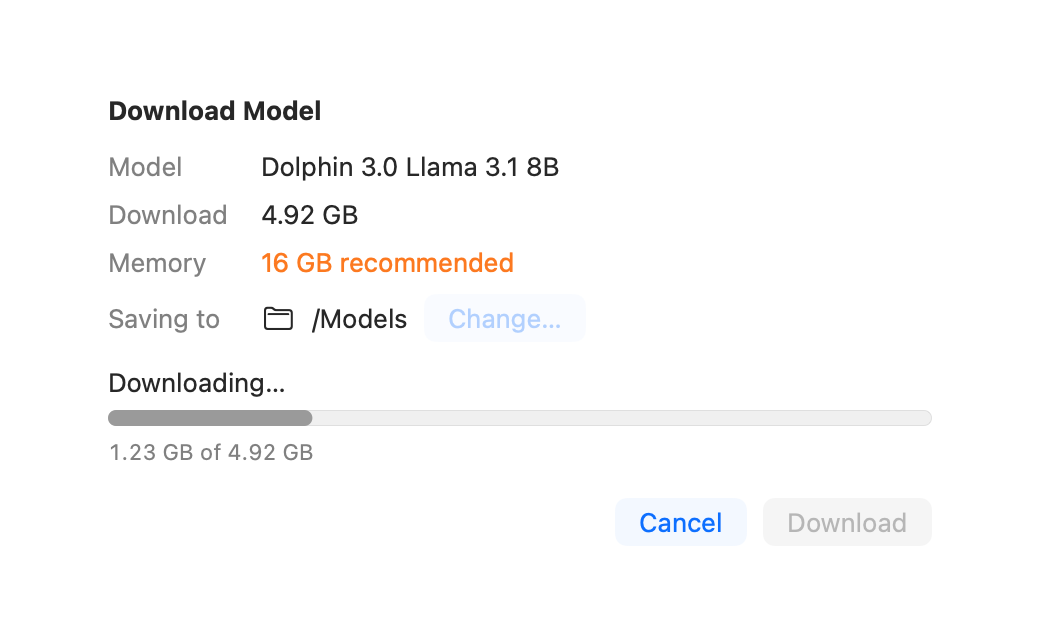 Download Model
Model Dolphin 3.0 Llama 3.1 8B
Download 4.92 GB
Memory 16 GB recommended
Saving to /Models Change...
Downloading...
1.23 GB of 4.92 GB
Cancel Download